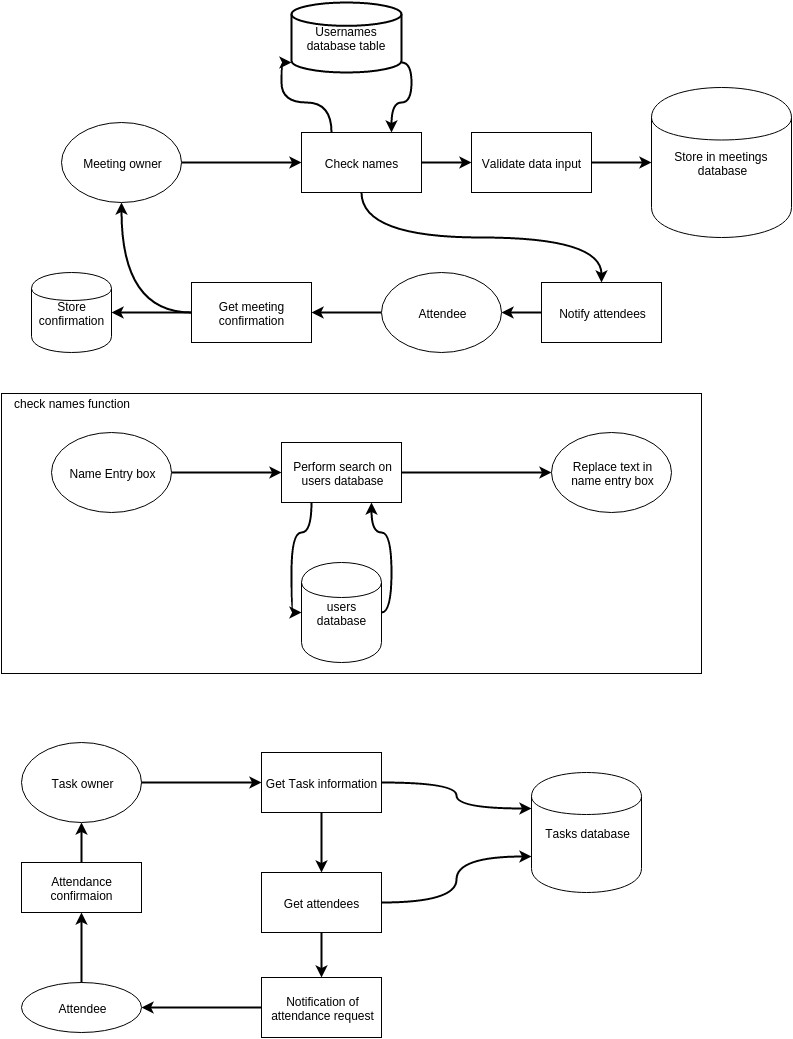 Usernames
database table
Meeting owner
Check names
Validate data input
Store in meetings
database
Store
confirmation
Get meeting
confirmation
Attendee
Notify attendees
check names function
Name Entry box
Perform search on
users database
Replace text in
name entry box
users
database
Task owner
Get Task information
Tasks database
Attendance
confirmaion
Get attendees
Attendee
Notification of
attendance request